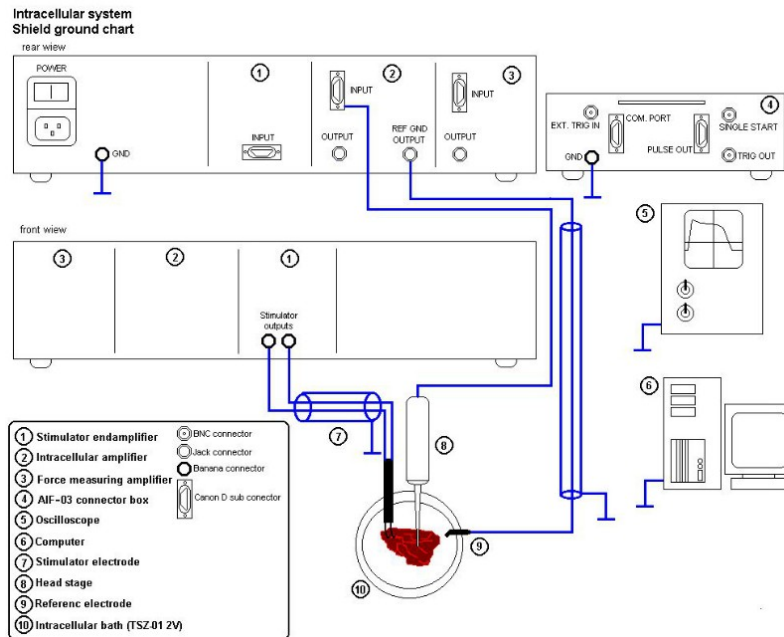 Intracellular system
Shield ground chart
rear wiew
POWER
1
2
3
INPUT
INPUT
4
EXT. TRIG IN
COM. PORT
SINGLE START
OUTPUT
REF GND
OUTPUT
OUTPUT
INPUT
GND
GND
PULSE OUT
TRIG OUT
front wiew
5
3
2
1
Stimulator
outputs
6
7
8
9
10
1 Stimulator endamplifier
2 Intracellular amplifier
3 Force measuring amplifier
4 AIF-03 connector box
5 Oscilloscope
6 Computer
7 Stimulator electrode
8 Head stage
9 Referenc electrode
10 Intracellular bath (TSZ-01 2V)
BNC connector
Jack connector
Banana connector
Canon D sub conector